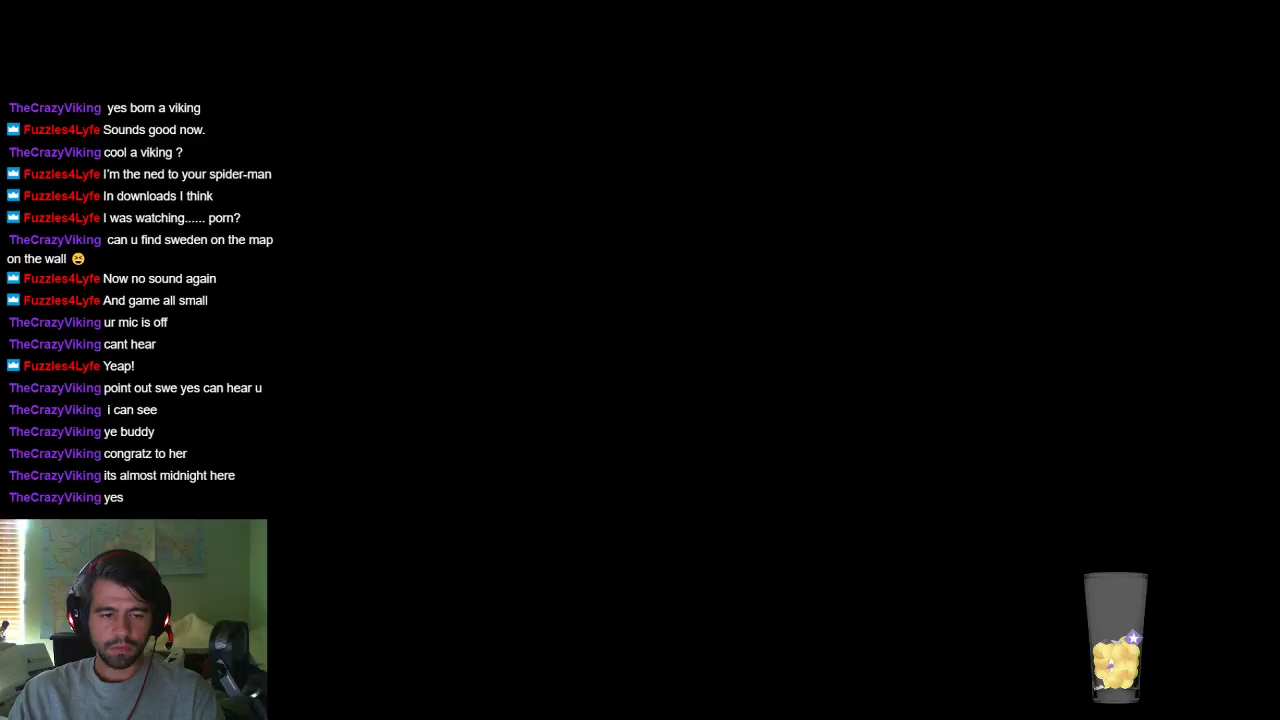 TheCrazyViking yes born a viking
Fuzzles4Lyfe Sounds good now.
TheCrazyViking cool a viking ?
Fuzzles4Lyfe I'm the ned to your spider-man
Fuzzles4Lyfe In downloads I think
Fuzzles4Lyfe I was watching...... porn?
TheCrazyViking can u find sweden on the map
on the wall 😆
Fuzzles4Lyfe Now no sound again
Fuzzles4Lyfe And game all small
TheCrazyViking ur mic is off
TheCrazyViking cant hear
Fuzzles4Lyfe Yeap!
TheCrazyViking point out swe yes can hear u
TheCrazyViking i can see
TheCrazyViking ye buddy
TheCrazyViking congratz to her
TheCrazyViking its almost midnight here
TheCrazyViking yes